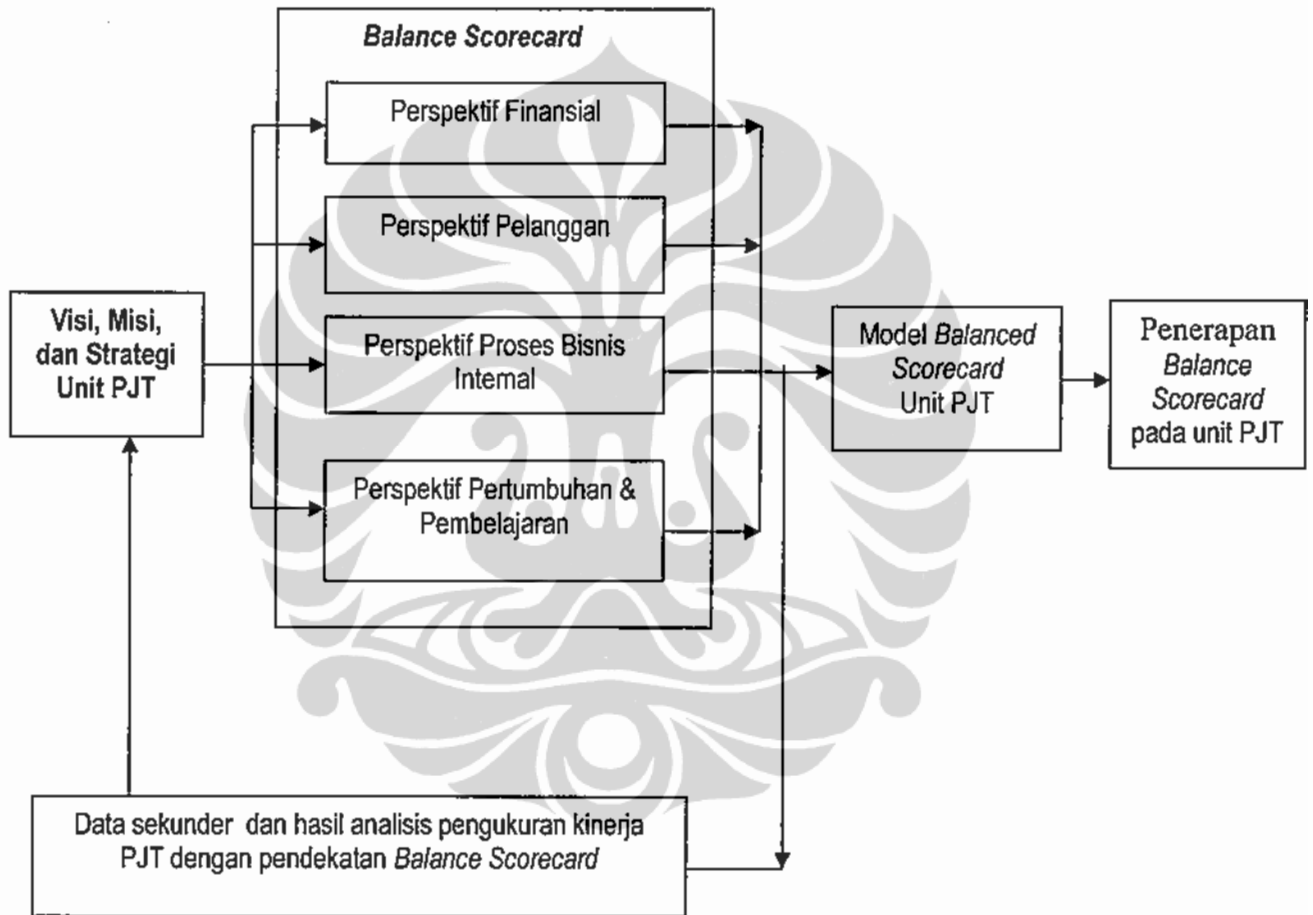 Balance Scorecard
Perspektif Finansial
Perspektif Pelanggan
Perspektif Proses Bisnis
Internal
Perspektif Pertumbuhan &
Pembelajaran
Visi, Misi,
dan Strategi
Unit PJT
Model Balanced
Scorecard
Unit PJT
Penerapan
Balance
Scorecard
pada unit PJT
Data sekunder dan hasil analisis pengukuran kinerja
PJT dengan pendekatan Balance Scorecard